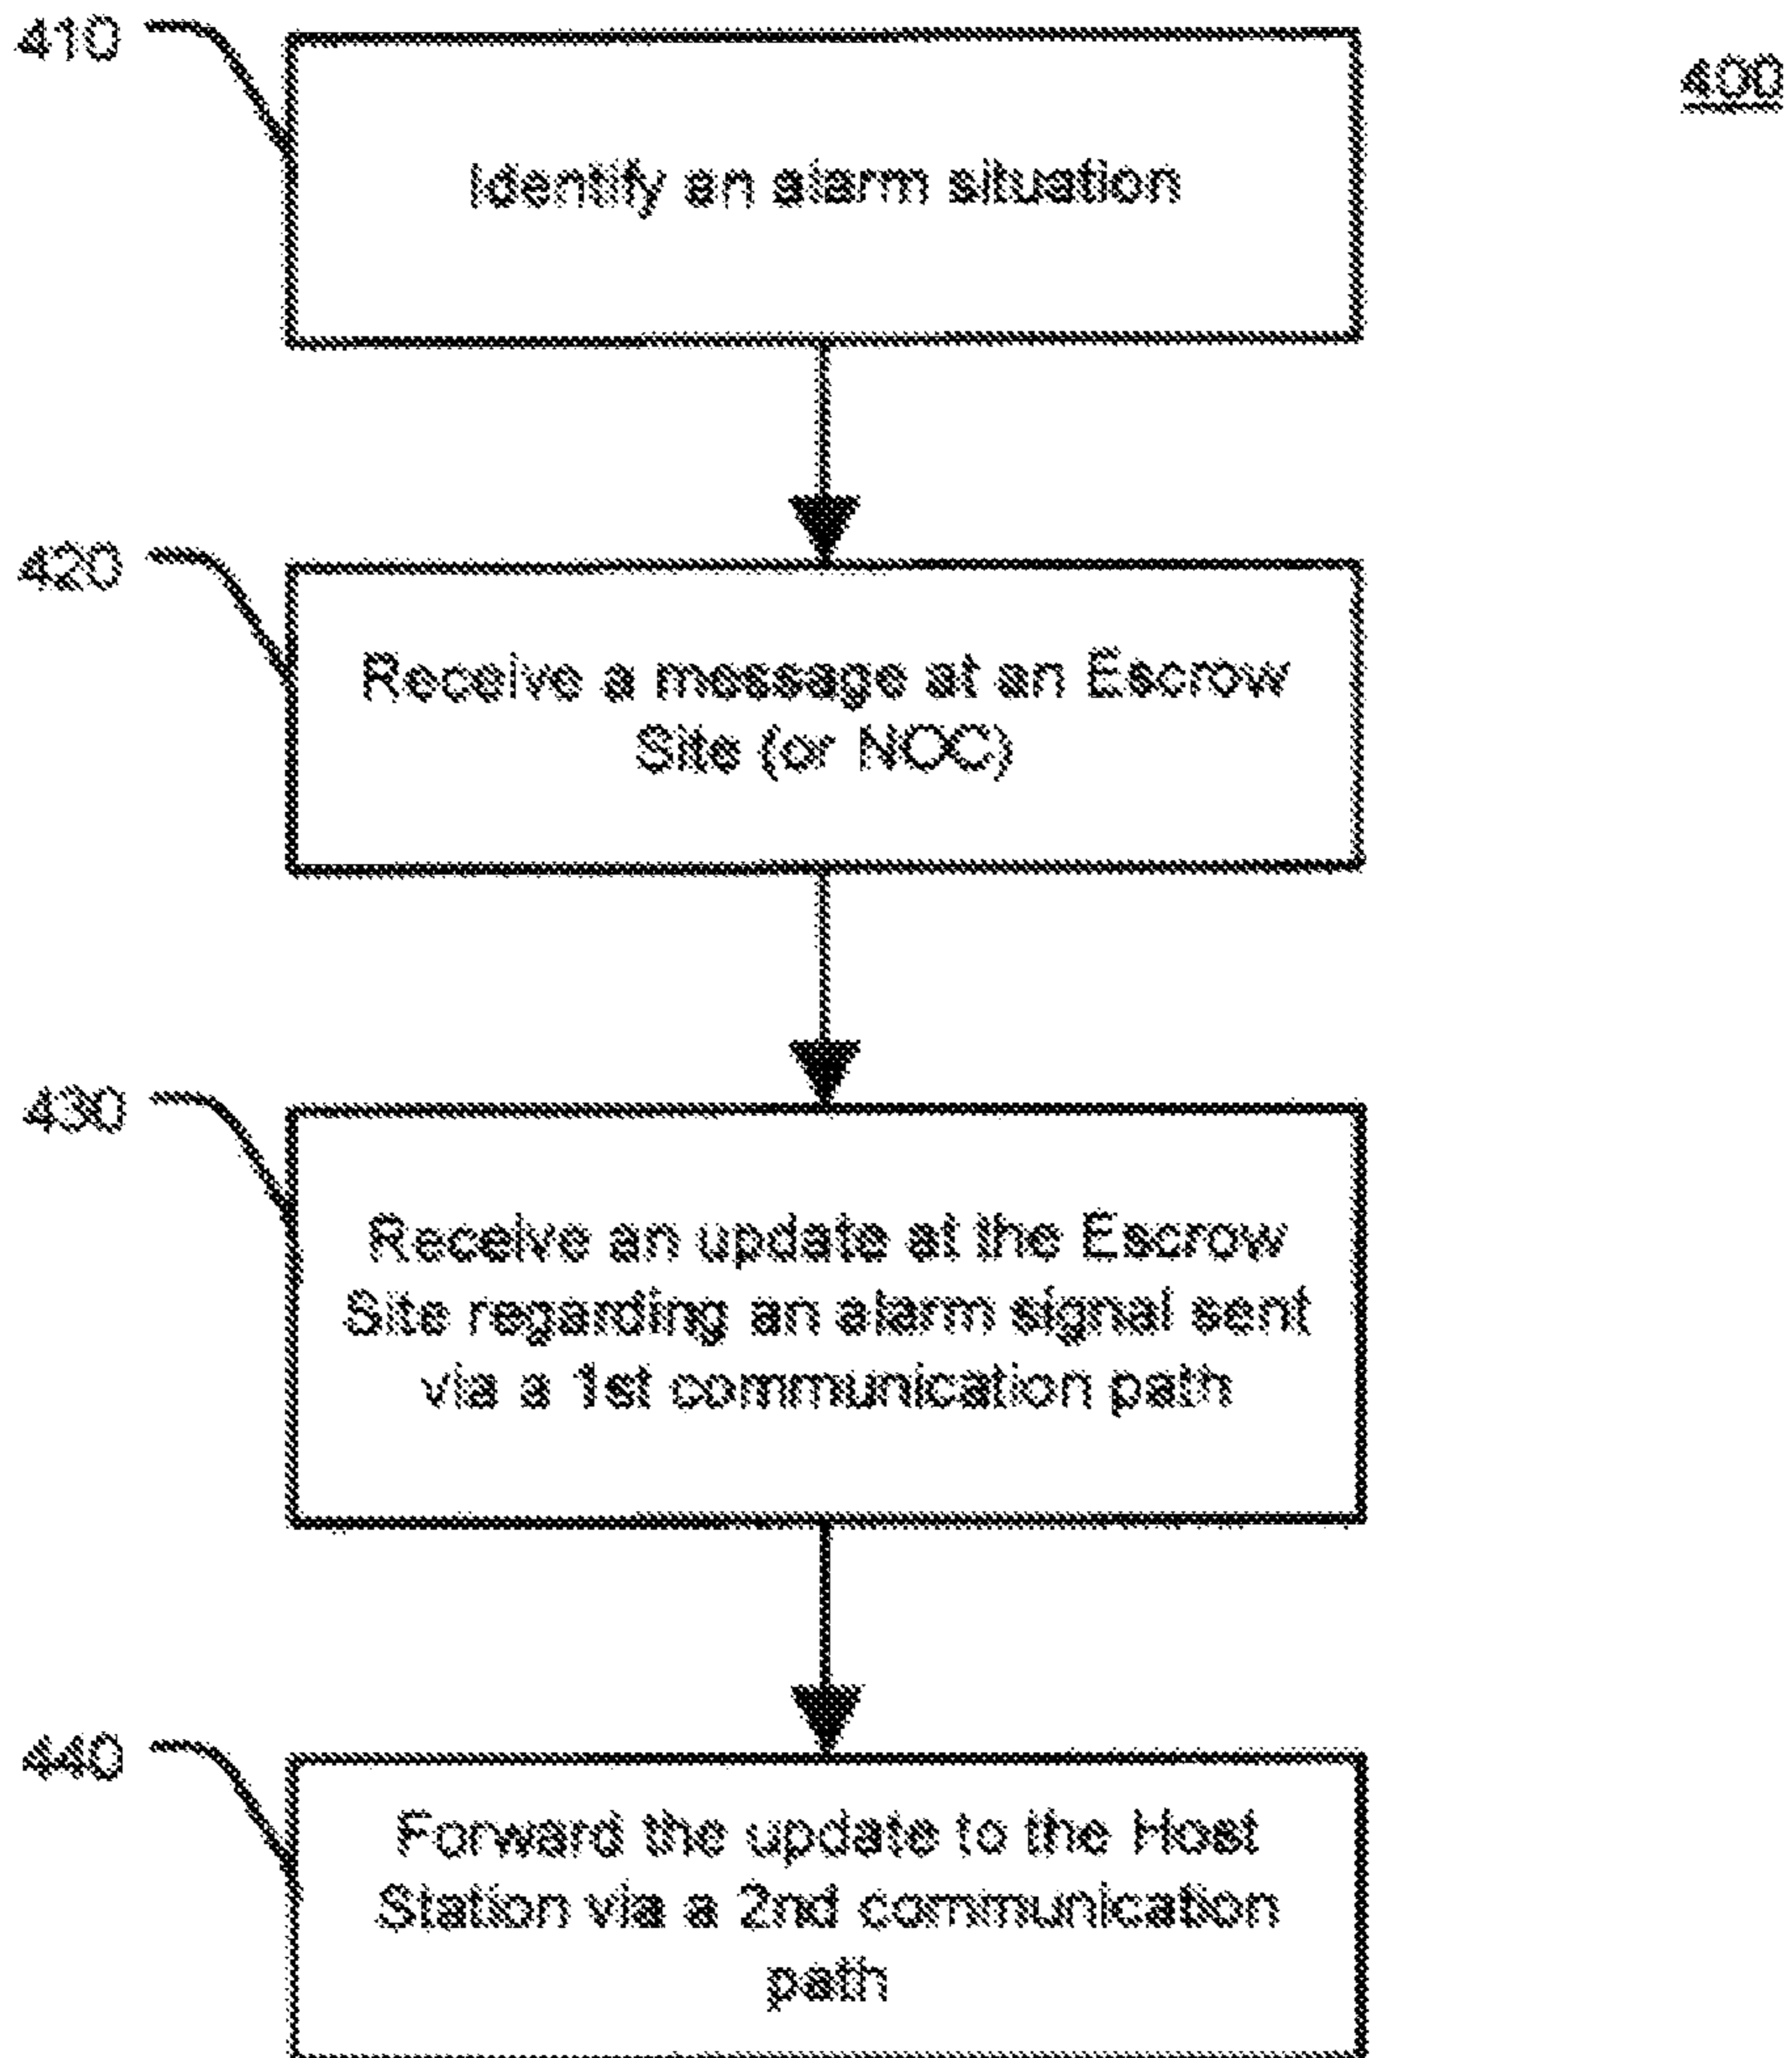 410
400
Identify an alarm situation
420
Receive a message at an Escrow
Site (or NOC)
430
Receive an update at the Escrow
Site regarding an alarm signal sent
via a 1st communication path
440
Forward the update to the Host
Station via a 2nd communication
path